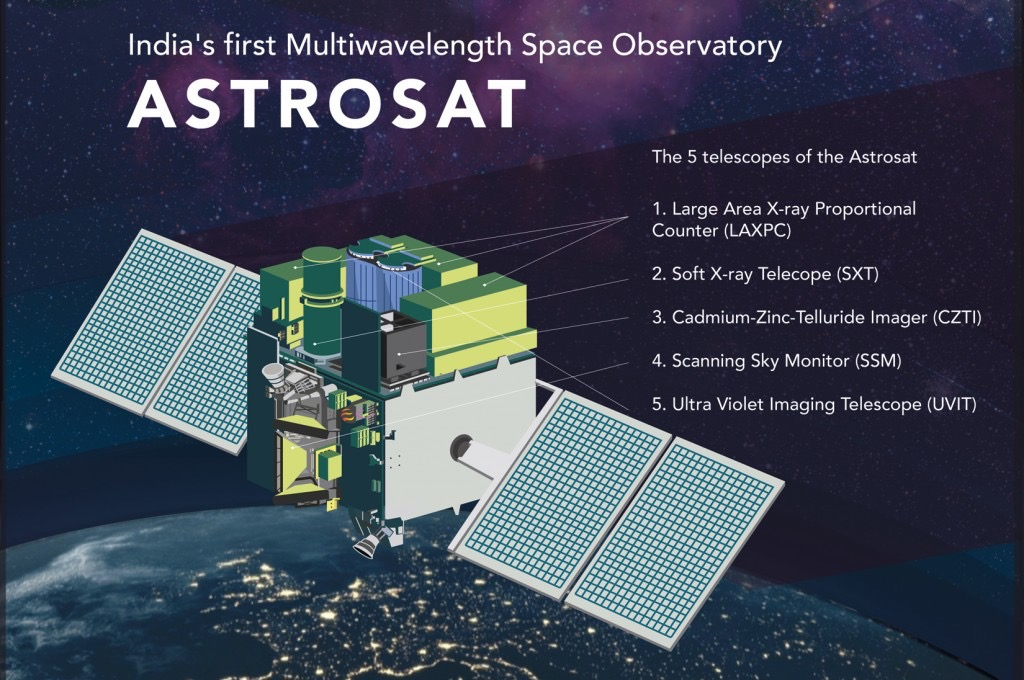 India's first Multiwavelength Space Observatory
ASTROSAT
The 5 telescopes of the Astrosat
1. Large Area X-ray Proportional
Counter (LAXPC)
2. Soft X-ray Telecope (SXT)
3. Cadmium-Zinc-Telluride Imager (CZTI)
4. Scanning Sky Monitor (SSM)
5. Ultra Violet Imaging Telescope (UVIT)